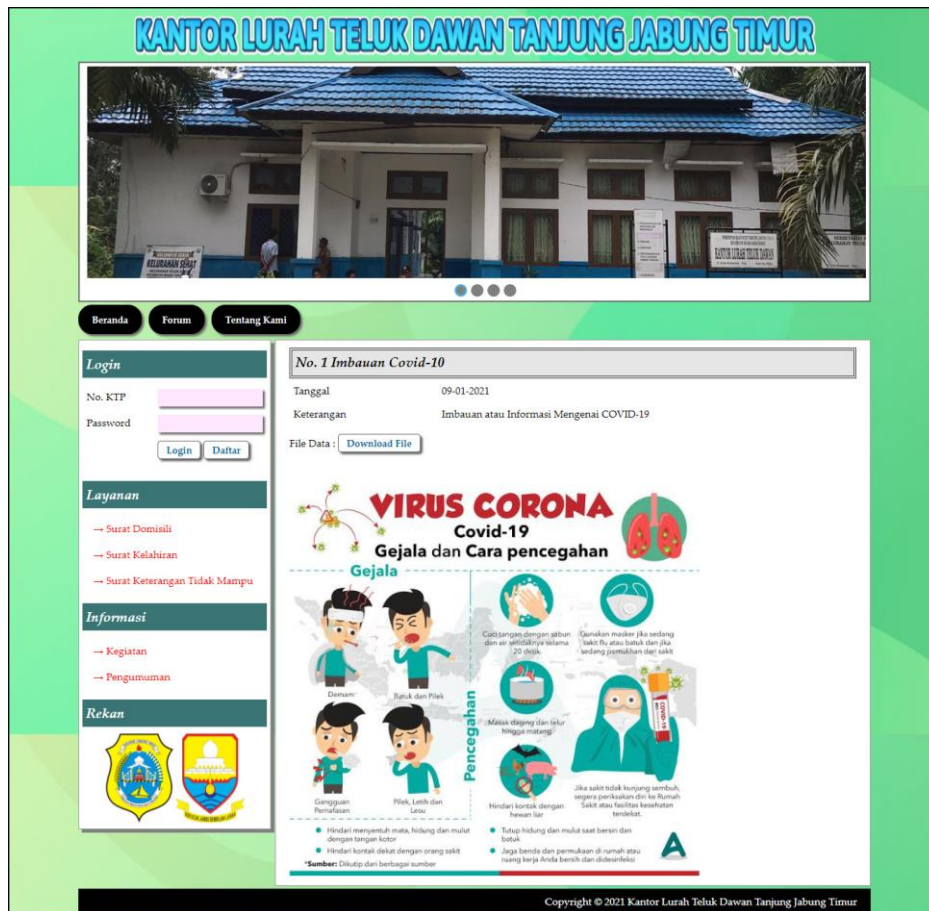 KANTOR LURAH TELUK DAWAN TANJUNG JABUNG TIMUR
KELURAHAN SEHAT
KANTOR LURAH TELUK DAWAN
Beranda
Forum
Tentang Kami
Login
No. KTP
Password
Login
Daftar
Layanan
→ Surat Domisili
→ Surat Kelahiran
→ Surat Keterangan Tidak Mampu
Informasi
→ Kegiatan
→ Pengumuman
Rekan
No. 1 Imbauan Covid-10
Tanggal 09-01-2021
Keterangan Imbauan atau Informasi Mengenai COVID-19
File Data : Download File
VIRUS CORONA
Covid-19
Gejala dan Cara pencegahan
Gejala
Demam
Batuk dan Pilek
Gangguan
Pernafasan
Pilek, Letih dan
Lesu
Pencegahan
Cuci tangan dengan sabun
dan air setidaknya selama
20 detik
Gunakan masker jika sedang
sakit flu atau batuk dan jika
sedang pemulihan dari sakit
Masak daging dan telur
hingga matang
COVID-19
Hindari kontak dengan
hewan liar
Jika sakit tidak kunjung sembuh,
segera periksakan diri ke Rumah
Sakit atau fasilitas kesehatan
terdekat.
Hindari menyentuh mata, hidung dan mulut
dengan tangan kotor
Hindari kontak dekat dengan orang sakit
Tutup hidung dan mulut saat bersin dan
batuk
Jaga benda dan permukaan di rumah atau
ruang kerja Anda bersih dan didesinfeksi
*Sumber: Dikutip dari berbagai sumber
A
Copyright © 2021 Kantor Lurah Teluk Dawan Tanjung Jabung Timur